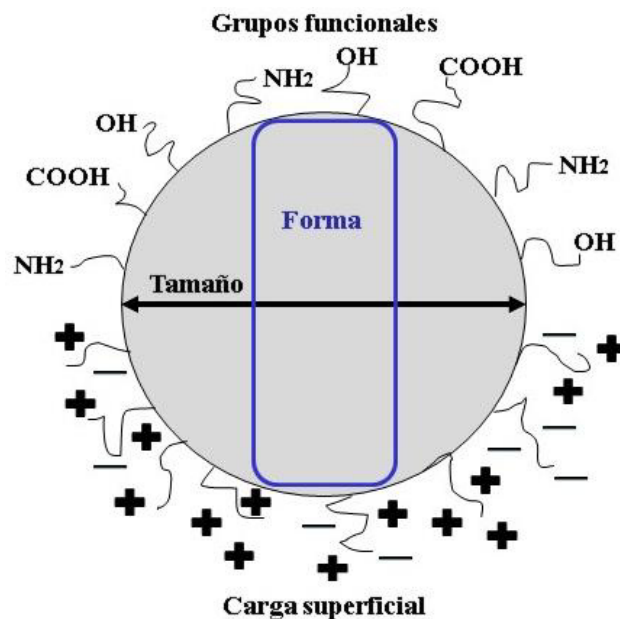 Grupos funcionales
OH
COOH
NH2
OH
NH2
COOH
Forma
OH
NH2
Tamaño
Carga superficial